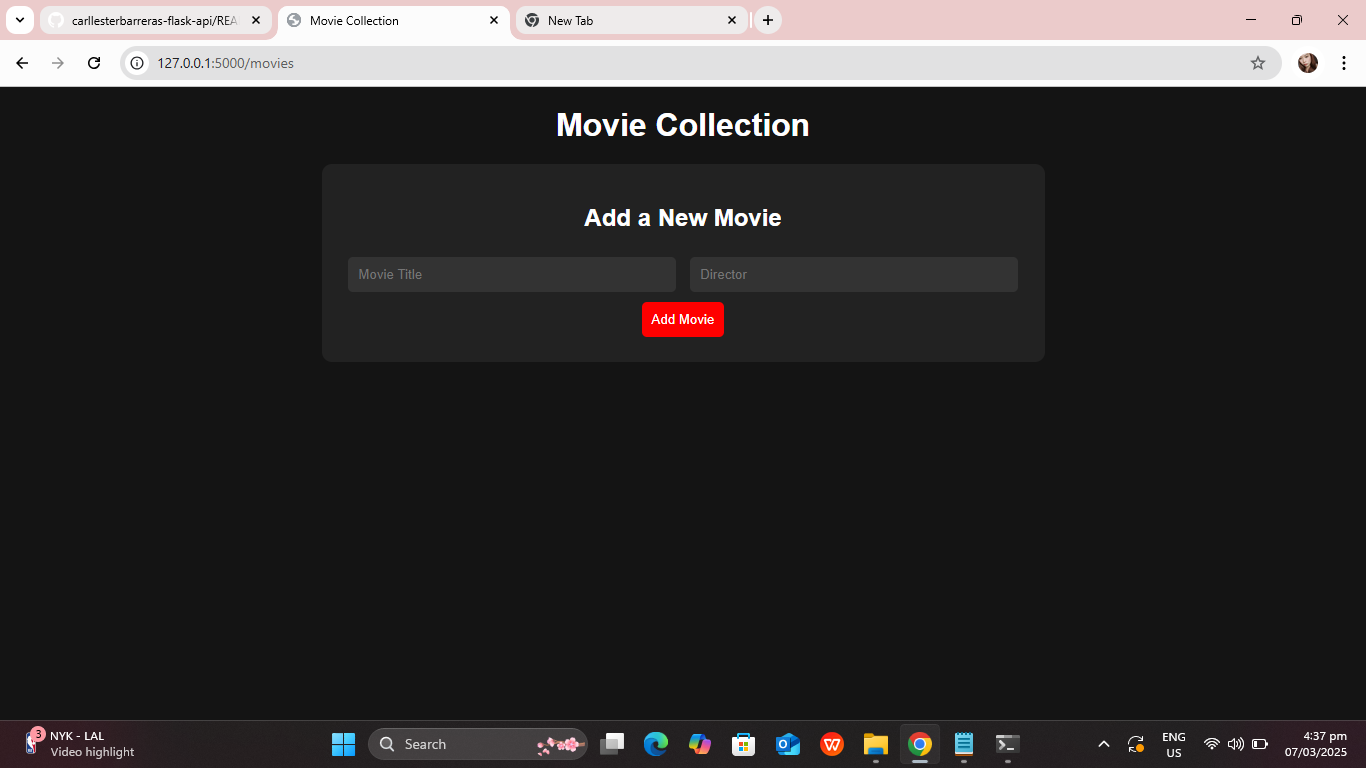 carllesterbarreras-flask-api/REA
Movie Collection
New Tab
127.0.0.1:5000/movies
Movie Collection
Add a New Movie
Movie Title
Director
Add Movie
3
NYK - LAL
Video highlight
Search
W
ENG
US
4:37 pm
07/03/2025